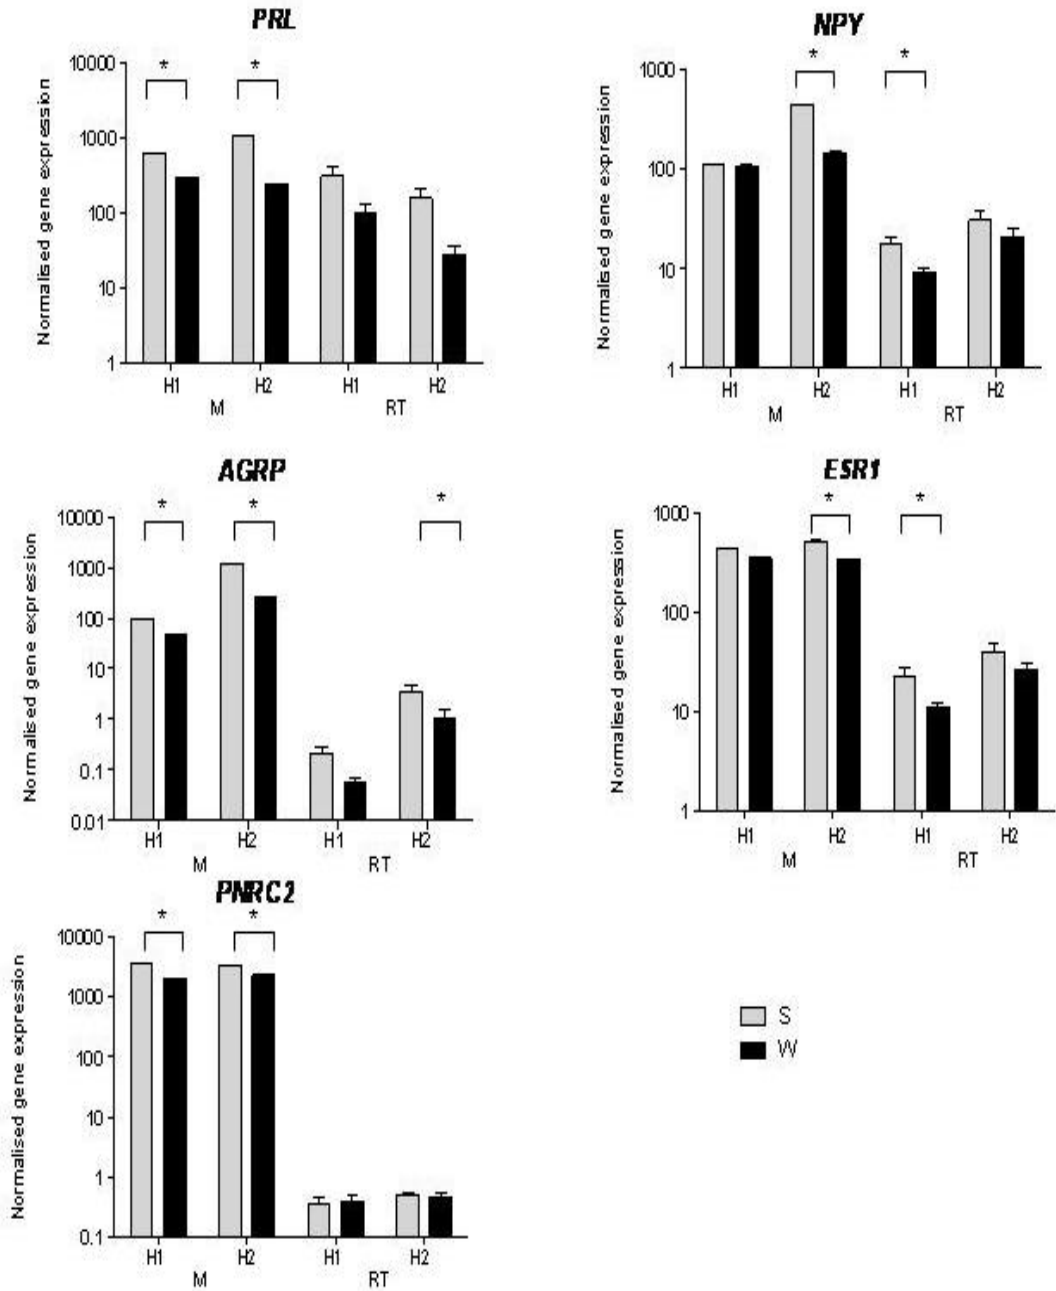 PRL
* *
Normalised gene expression
10000
1000
100
10
1
H1 H2 H1 H2
M RT
NPY
* *
Normalised gene expression
1000
100
10
1
H1 H2 H1 H2
M RT
AGRP
* * *
Normalised gene expression
10000
1000
100
10
1
0.1
0.01
H1 H2 H1 H2
M RT
ESR1
* *
Normalised gene expression
1000
100
10
1
H1 H2 H1 H2
M RT
PNRC2
* *
Normalised gene expression
10000
1000
100
10
1
0.1
H1 H2 H1 H2
M RT
S
W